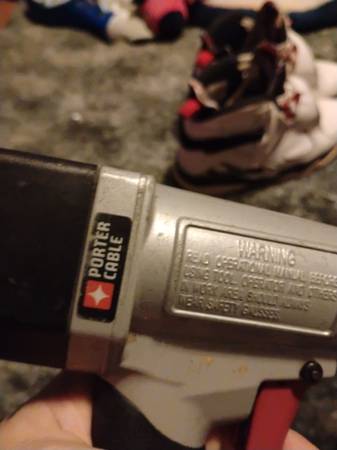 PORTER
CABLE
WARNING
READ OPERATIONAL MANUAL BEFORE
USING TOOL. OPERATOR AND OTHERS
IN WORK AREA SHOULD ALWAYS
WEAR SAFETY GLASSES